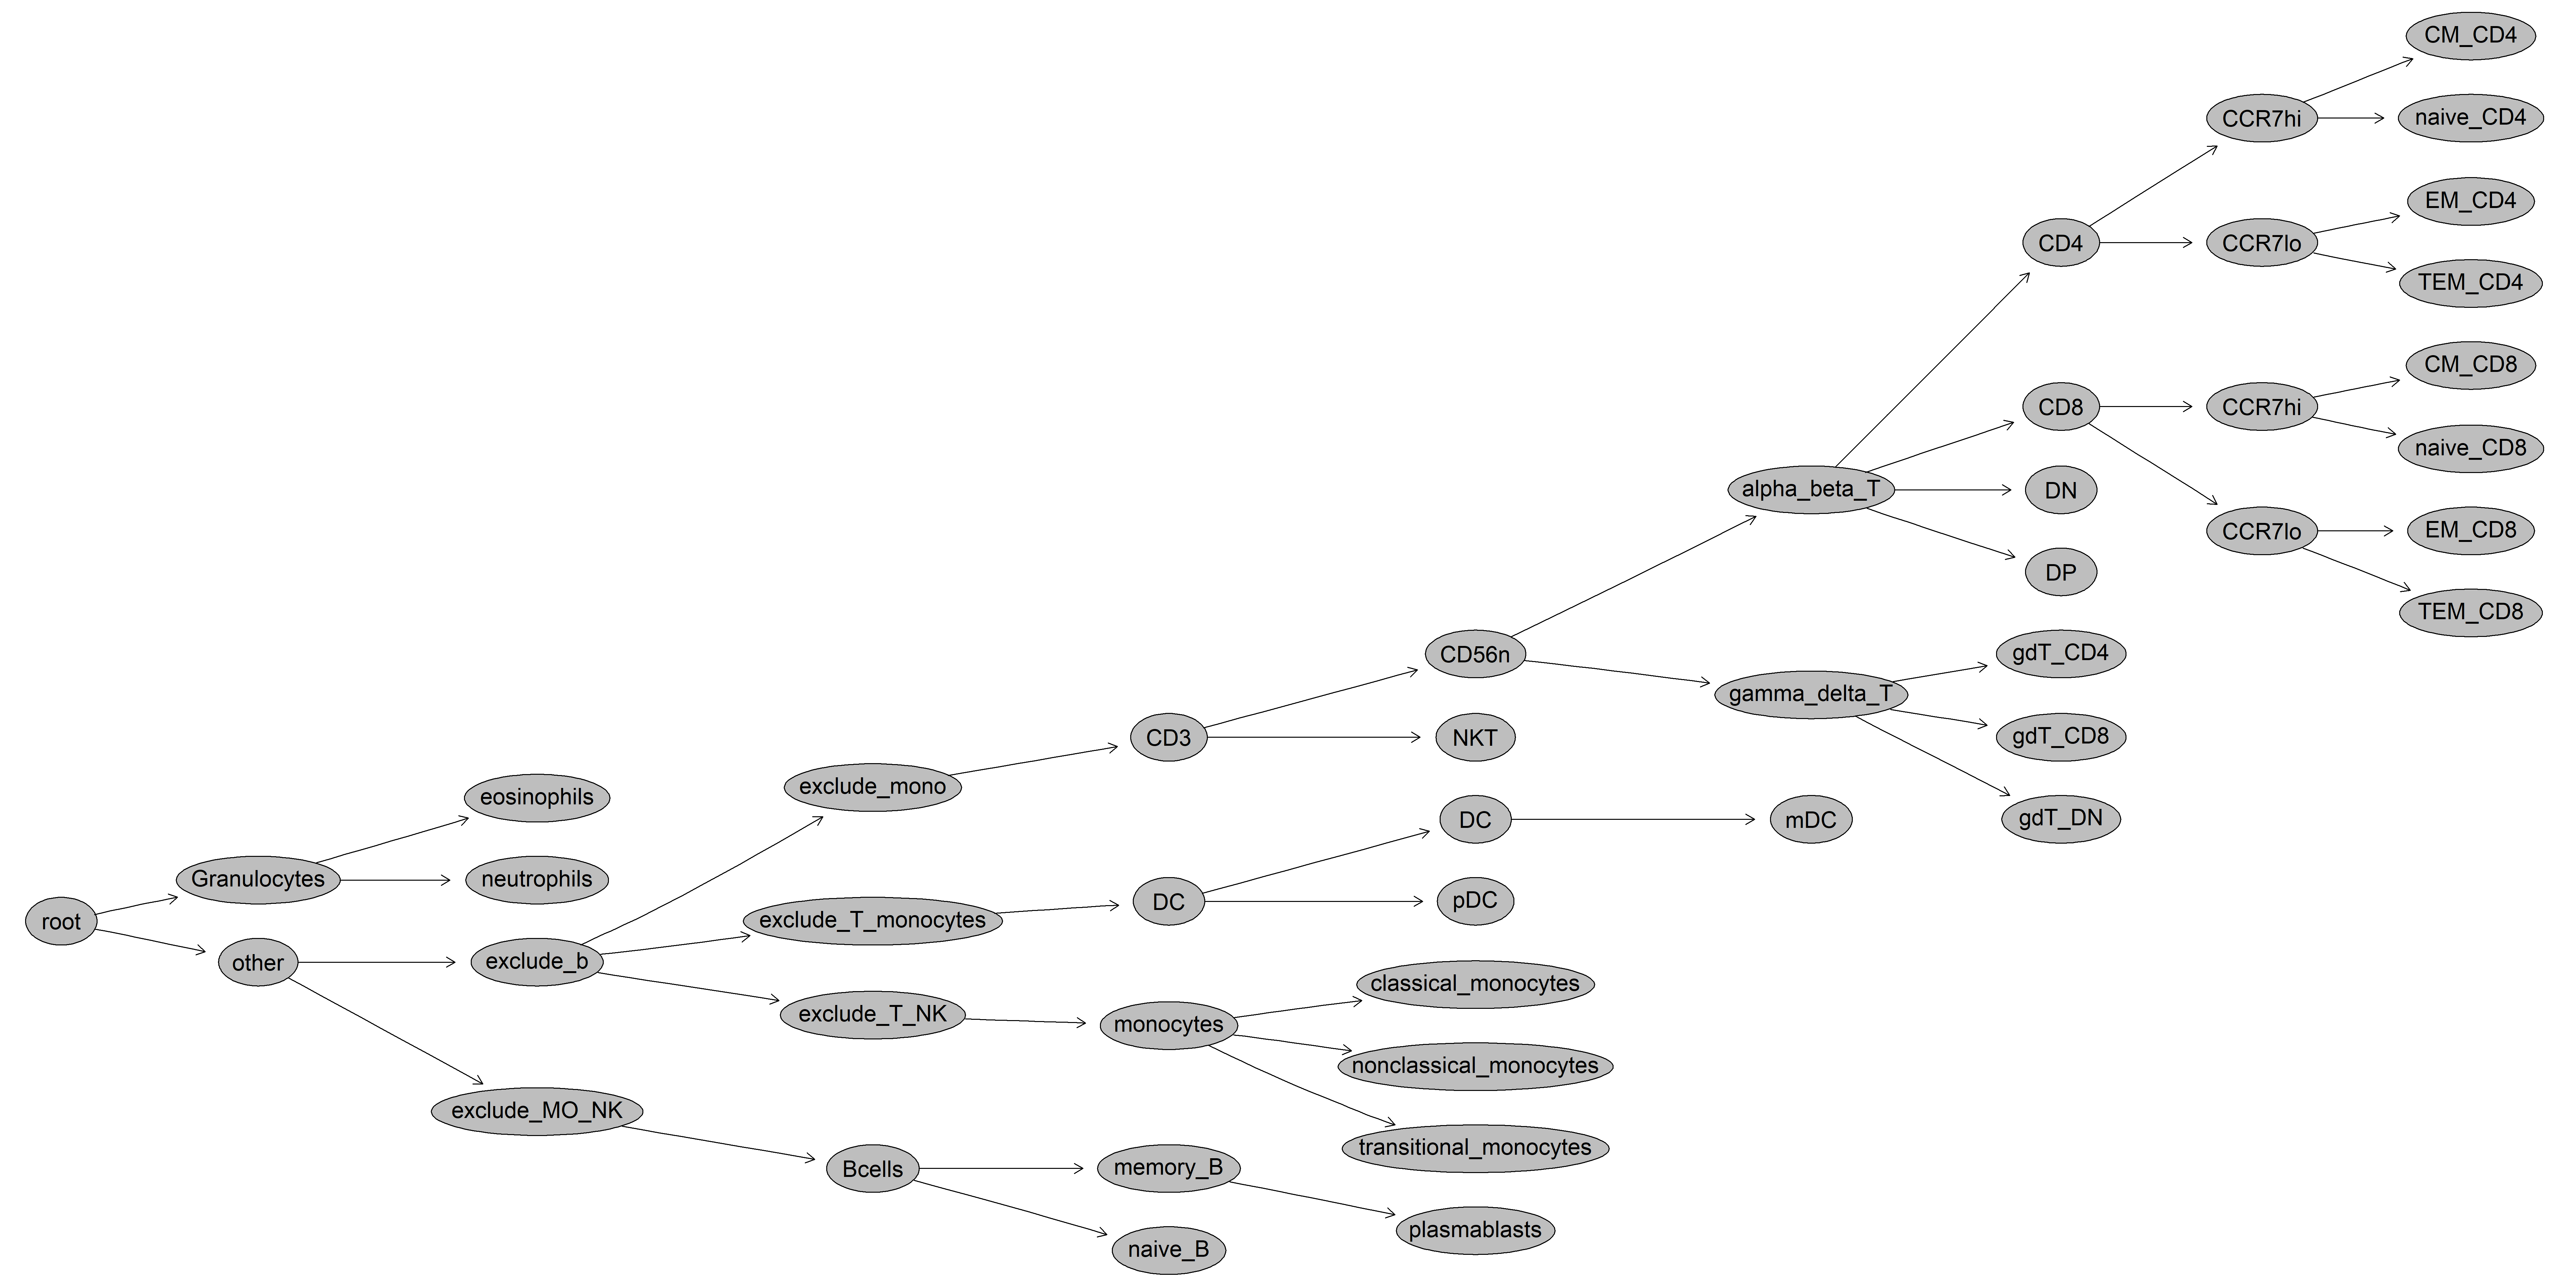 CM_CD4
CCR7hi
naive_CD4
EM_CD4
CD4
CCR7lo
TEM_CD4
CM_CD8
CD8
CCR7hi
naive_CD8
alpha_beta_T
DN
CCR7lo
EM_CD8
DP
TEM_CD8
CD56n
gdT_CD4
gamma_delta_T
CD3
NKT
gdT_CD8
exclude_mono
eosinophils
DC
mDC
gdT_DN
Granulocytes
neutrophils
DC
pDC
root
exclude_T_monocytes
other
exclude_b
classical_monocytes
exclude_T_NK
monocytes
nonclassical_monocytes
exclude_MO_NK
transitional_monocytes
Bcells
memory_B
plasmablasts
naive_B